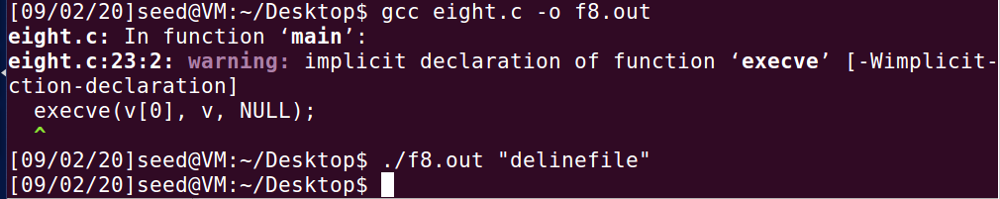 [09/02/20]seed@VM:~/Desktop$ gcc eight.c -o f8.out
eight.c: In function ‘main’:
eight.c:23:2: warning: implicit declaration of function ‘execve’ [-Wimplicit-
ction-declaration]
  execve(v[0], v, NULL);
  ^
[09/02/20]seed@VM:~/Desktop$ ./f8.out "delinefile"
[09/02/20]seed@VM:~/Desktop$